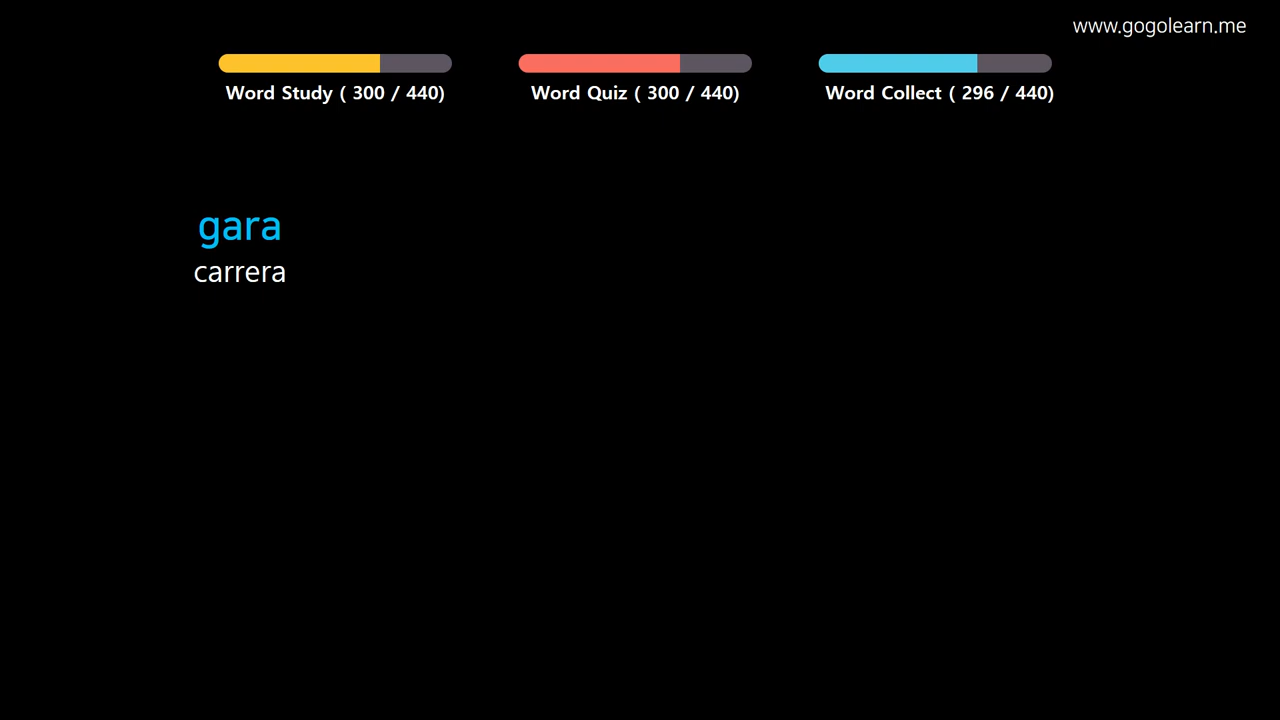 www.gogolearn.me
Word Study ( 300 / 440)
Word Quiz ( 300 / 440)
Word Collect ( 296 / 440)
gara
carrera